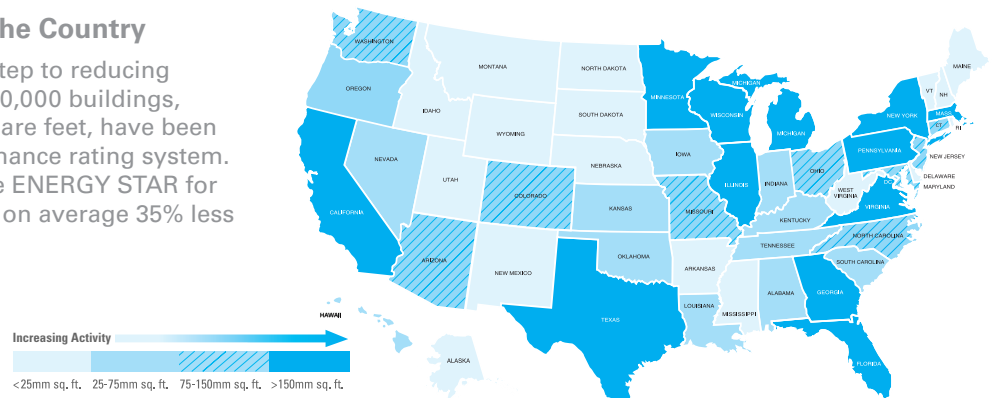 he Country
tep to reducing
0,000 buildings,
are feet, have been
nance rating system.
e ENERGY STAR for
on average 35% less
WASHINGTON
OREGON
CALIFORNIA
NEVADA
IDAHO
MONTANA
WYOMING
UTAH
COLORADO
ARIZONA
NEW MEXICO
NORTH DAKOTA
SOUTH DAKOTA
NEBRASKA
KANSAS
OKLAHOMA
TEXAS
MINNESOTA
IOWA
MISSOURI
ARKANSAS
LOUISIANA
WISCONSIN
ILLINOIS
MICHIGAN
MICHIGAN
INDIANA
OHIO
KENTUCKY
TENNESSEE
MISSISSIPPI
ALABAMA
GEORGIA
FLORIDA
SOUTH CAROLINA
NORTH CAROLINA
VIRGINIA
WEST
VIRGINIA
DC
PENNSYLVANIA
NEW YORK
VT
NH
MAINE
MASS
CT
RI
NEW JERSEY
DELAWARE
MARYLAND
HAWAII
ALASKA
Increasing Activity
<25mm sq. ft. 25-75mm sq. ft. 75-150mm sq. ft. >150mm sq. ft.